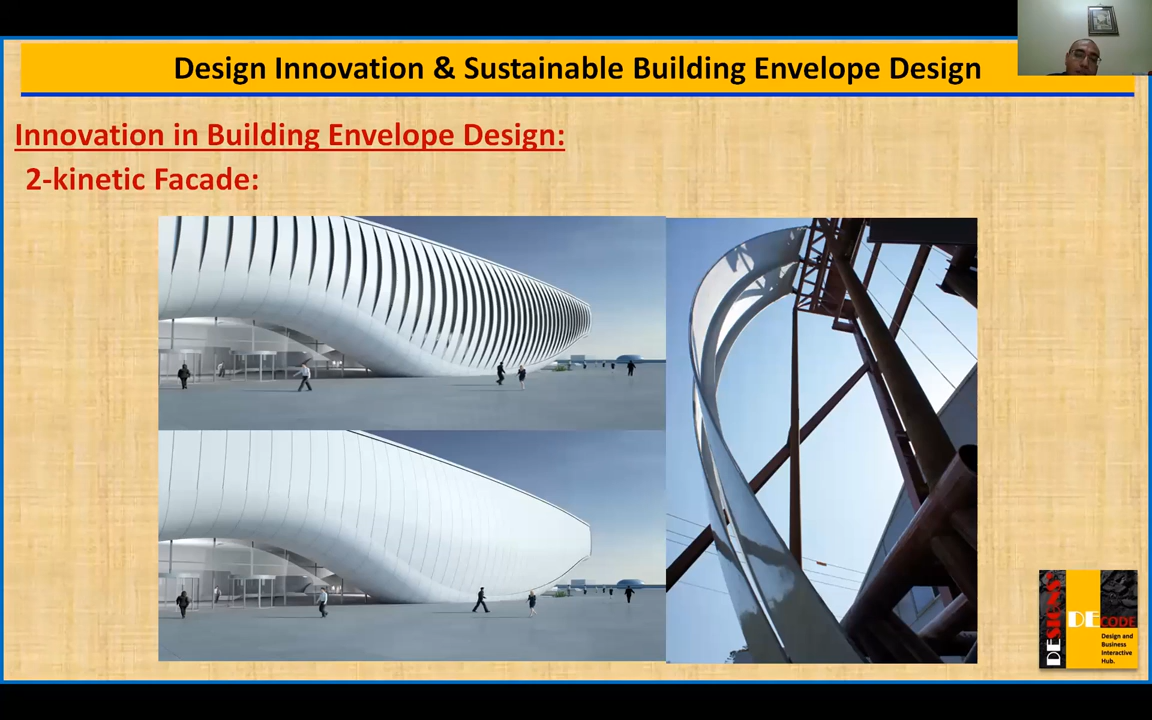 Design Innovation & Sustainable Building Envelope Design
Innovation in Building Envelope Design:
2-kinetic Facade:
DESIGNS
DECODE
Design and
Business
Interactive
Hub.